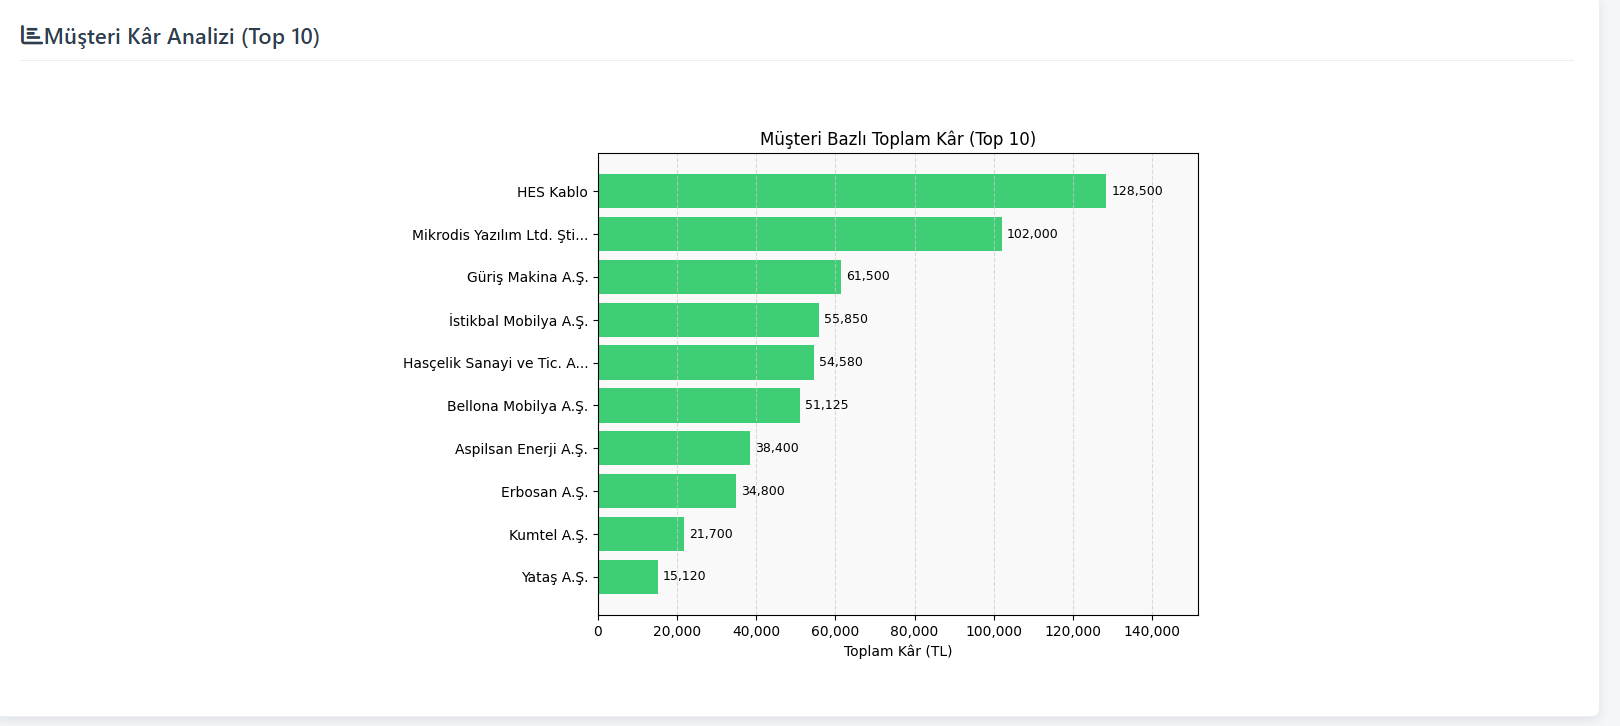 Müşteri Kâr Analizi (Top 10)
Müşteri Bazlı Toplam Kâr (Top 10)
HES Kablo 128,500
Mikrodis Yazılım Ltd. Şti... 102,000
Güriş Makina A.Ş. 61,500
İstikbal Mobilya A.Ş. 55,850
Hasçelik Sanayi ve Tic. A... 54,580
Bellona Mobilya A.Ş. 51,125
Aspilsan Enerji A.Ş. 38,400
Erbosan A.Ş. 34,800
Kumtel A.Ş. 21,700
Yataş A.Ş. 15,120
0 20,000 40,000 60,000 80,000 100,000 120,000 140,000
Toplam Kâr (TL)